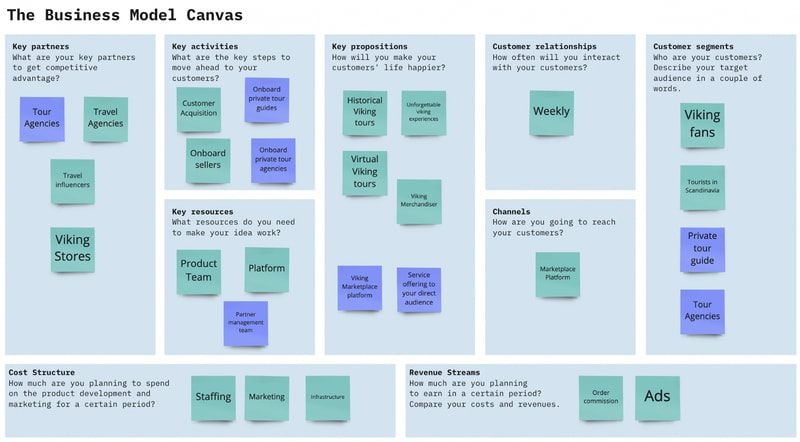 The Business Model Canvas
Key partners
What are your key partners
to get competitive
advantage?
Tour
Agencies
Travel
Agencies
Travel
influencers
Viking
Stores
Key activities
What are the key steps to
move ahead to your
customers?
Customer
Acquisition
Onboard
private tour
guides
Onboard
sellers
Onboard
private tour
agencies
Key resources
What resources do you need
to make your idea work?
Product
Team
Platform
Partner
management
team
Key propositions
How will you make your
customers' life happier?
Historical
Viking
tours
Unforgettable
viking
experiences
Virtual
Viking
tours
Viking
Merchandiser
Viking
Marketplace
platform
Service
offering to
your direct
audience
Customer relationships
How often will you interact
with your customers?
Weekly
Channels
How are you going to reach
your customers?
Marketplace
Platform
Customer segments
Who are your customers?
Describe your target
audience in a couple of
words.
Viking
fans
Tourists in
Scandinavia
Private
tour
guide
Tour
Agencies
Cost Structure
How much are you planning to spend
on the product development and
marketing for a certain period?
Staffing
Marketing
Infrastructure
Revenue Streams
How much are you planning
to earn in a certain period?
Compare your costs and revenues.
Order
commission
Ads